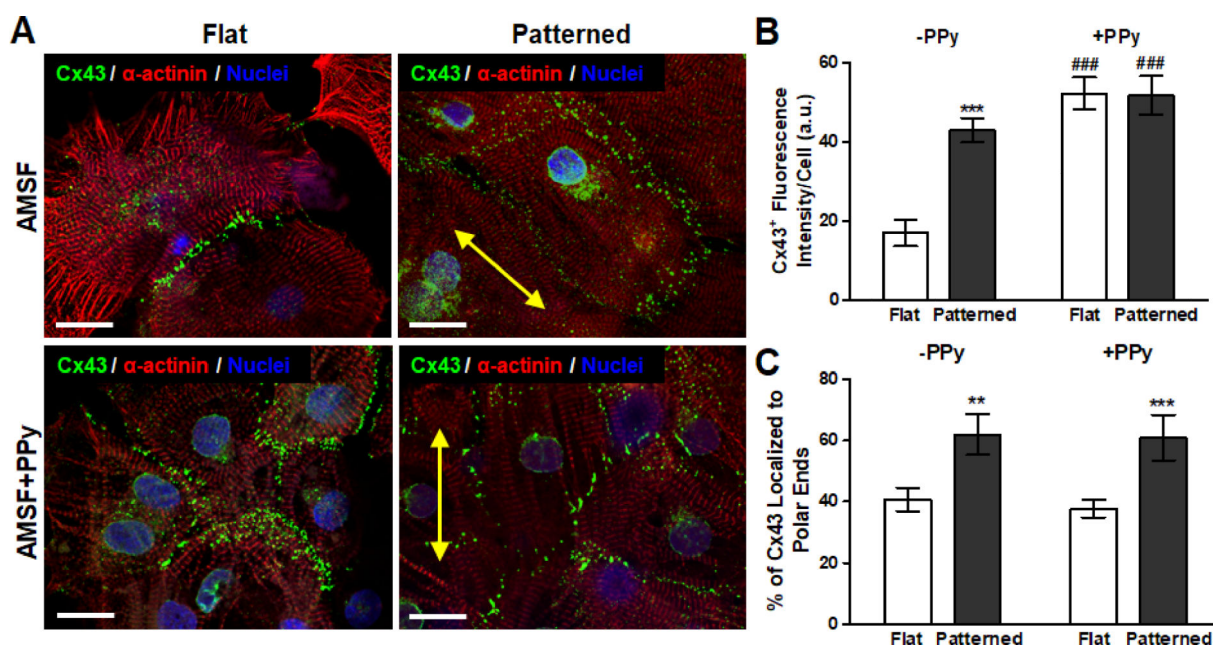 A
Flat
Patterned
AMSF
Cx43 / α-actinin / Nuclei
Cx43 / α-actinin / Nuclei
AMSF+PPy
Cx43 / α-actinin / Nuclei
Cx43 / α-actinin / Nuclei
B
-PPy
+PPy
Cx43⁺ Fluorescence
Intensity/Cell (a.u.)
60
40
20
0
***
###
###
Flat
Patterned
Flat
Patterned
C
-PPy
+PPy
% of Cx43 Localized to
Polar Ends
80
60
40
20
0
**
***
Flat
Patterned
Flat
Patterned